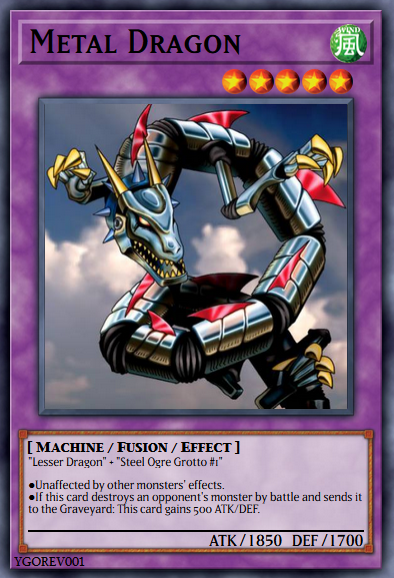 METAL DRAGON
WIND
風
[ MACHINE / FUSION / EFFECT ]
"Lesser Dragon" + "Steel Ogre Grotto #1"
●Unaffected by other monsters' effects.
●If this card destroys an opponent's monster by battle and sends it
to the Graveyard: This card gains 500 ATK/DEF.
ATK/1850 DEF/1700
YGOREV001